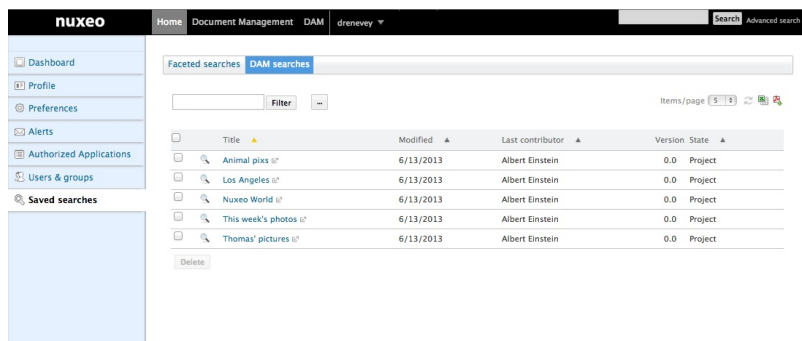 nuxeo Home Document Management DAM drenevey Search Advanced search
Dashboard
Profile
Preferences
Alerts
Authorized Applications
Users & groups
Saved searches
Faceted searches DAM searches
Filter ... Items/page 5
Title Modified Last contributor Version State
Animal pixs 6/13/2013 Albert Einstein 0.0 Project
Los Angeles 6/13/2013 Albert Einstein 0.0 Project
Nuxeo World 6/13/2013 Albert Einstein 0.0 Project
This week's photos 6/13/2013 Albert Einstein 0.0 Project
Thomas' pictures 6/13/2013 Albert Einstein 0.0 Project
Delete